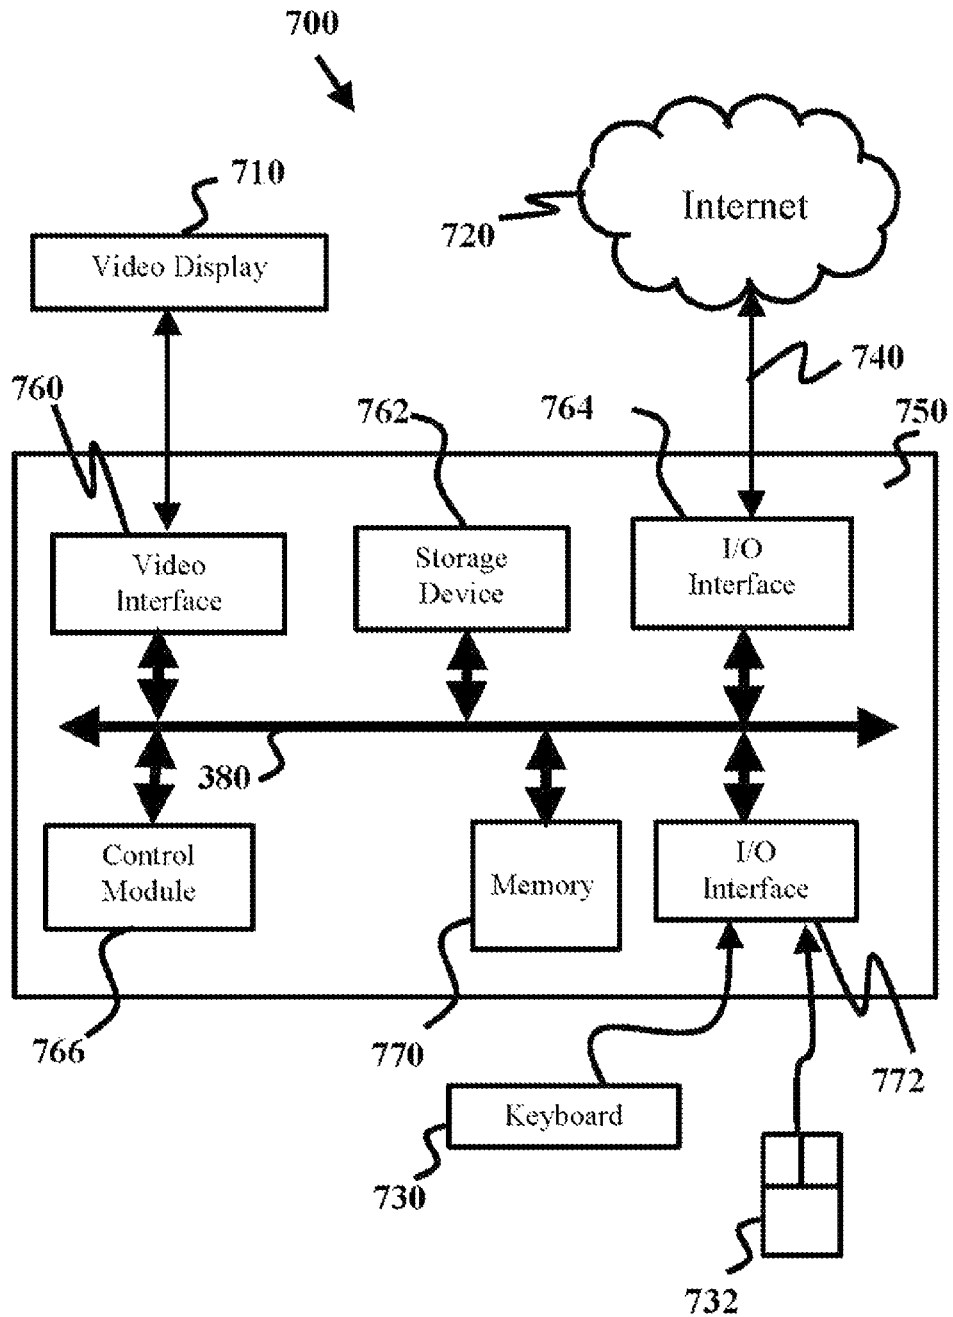 700
710
720
Internet
Video Display
740
760
762
764
750
Video
Interface
Storage
Device
I/O
Interface
380
Control
Module
Memory
I/O
Interface
766
770
772
Keyboard
730
732